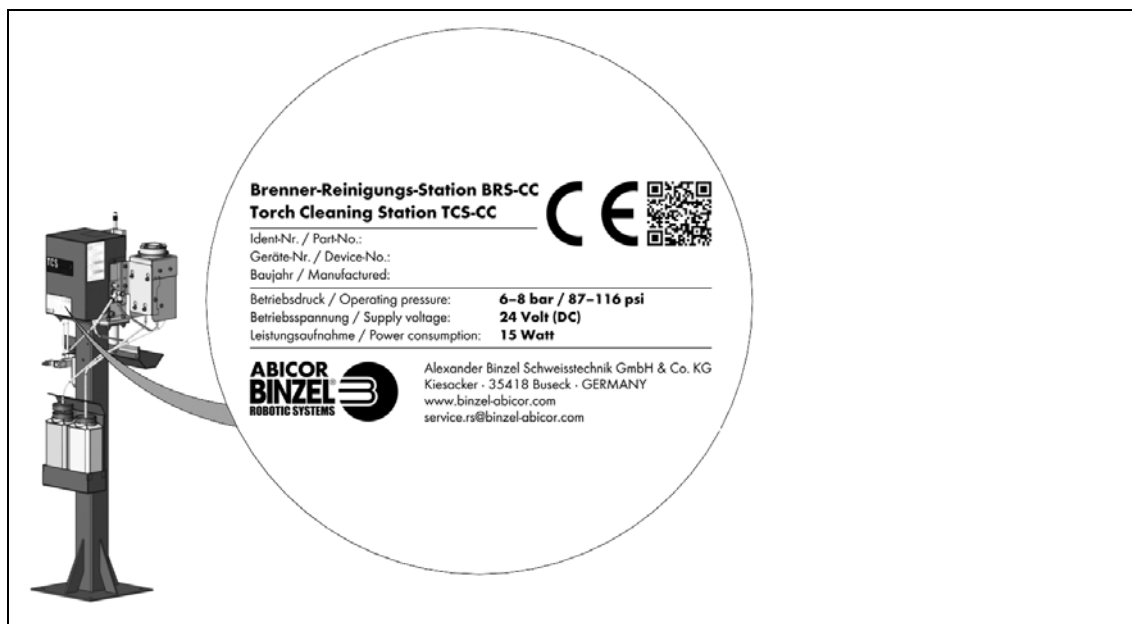 TCS
Brenner-Reinigungs-Station BRS-CC
Torch Cleaning Station TCS-CC
CE
Ident-Nr. / Part-No.:
Geräte-Nr. / Device-No.:
Baujahr / Manufactured:
Betriebsdruck / Operating pressure: 6–8 bar / 87–116 psi
Betriebsspannung / Supply voltage: 24 Volt (DC)
Leistungsaufnahme / Power consumption: 15 Watt
ABICOR
BINZEL®
ROBOTIC SYSTEMS
Alexander Binzel Schweisstechnik GmbH & Co. KG
Kiesacker · 35418 Buseck · GERMANY
www.binzel-abicor.com
service.rs@binzel-abicor.com